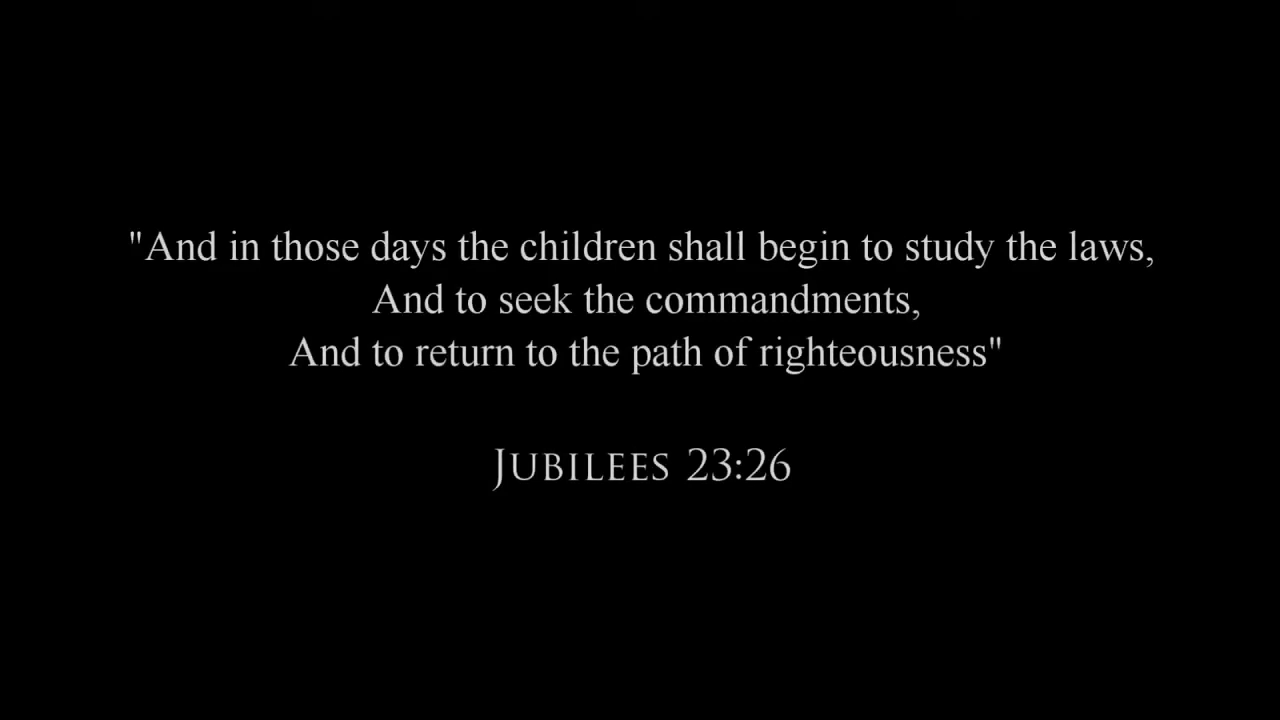 "And in those days the children shall begin to study the laws,
And to seek the commandments,
And to return to the path of righteousness"
Jubilees 23:26